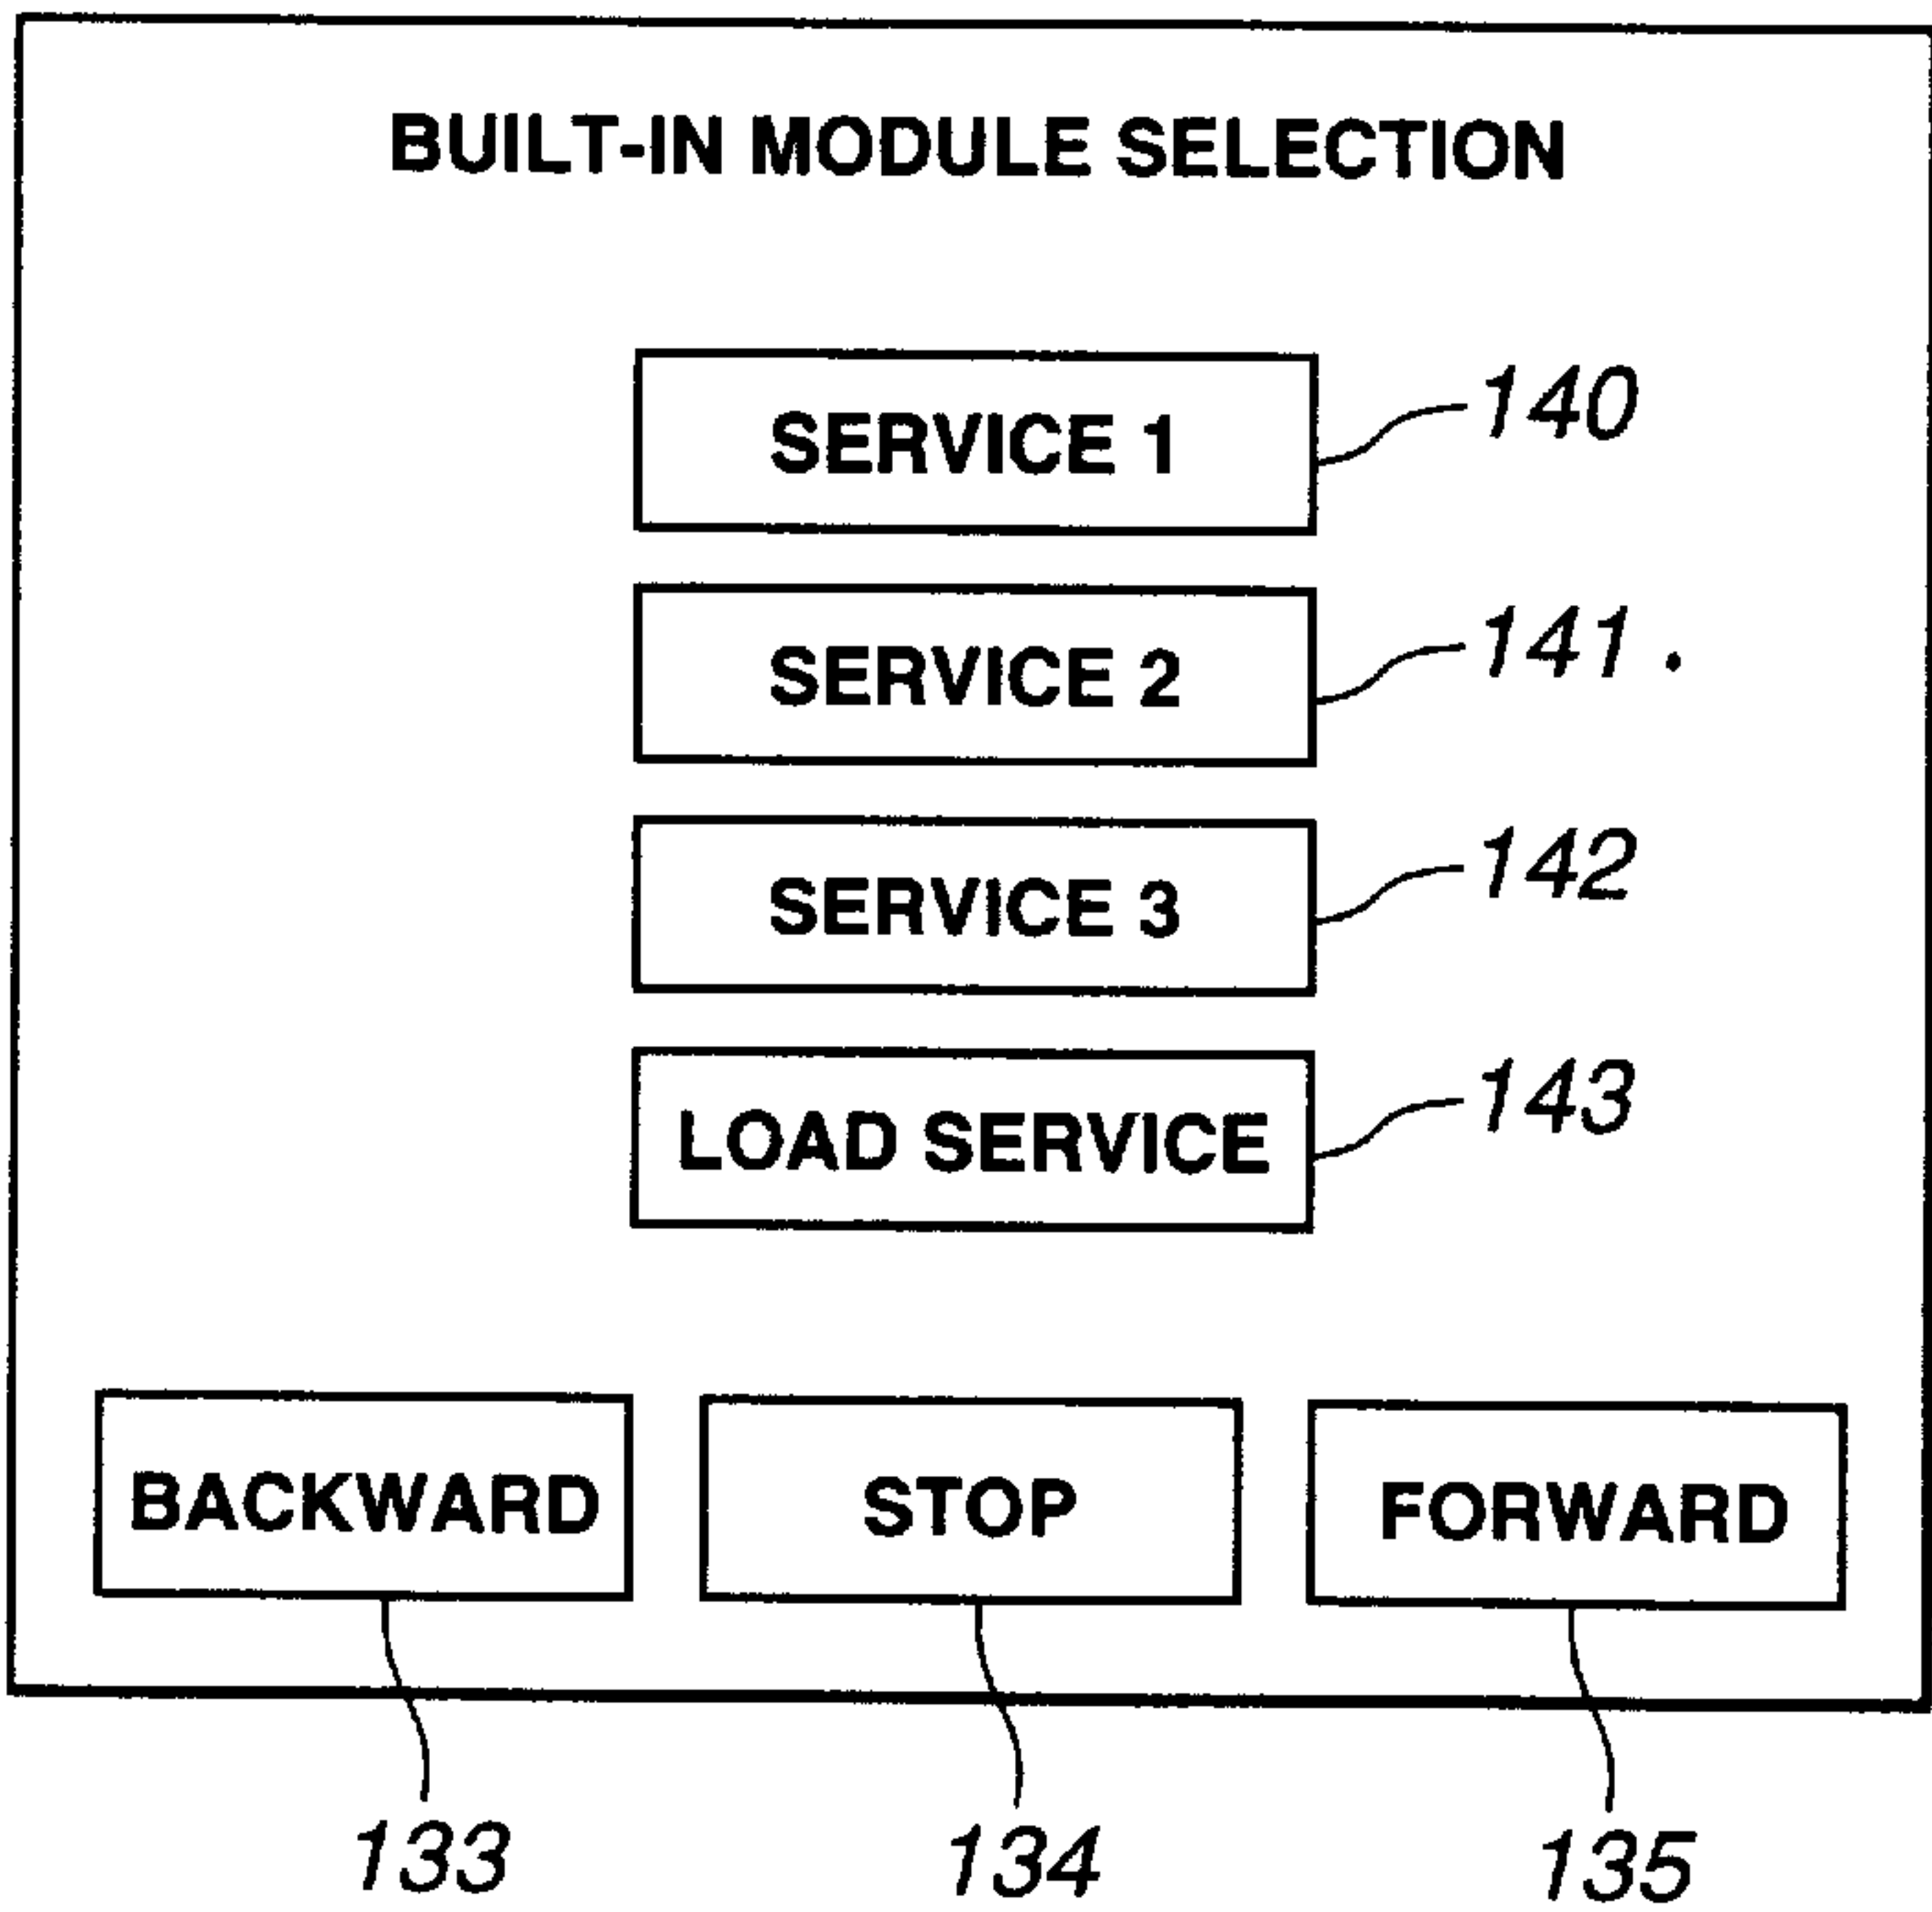 BUILT-IN MODULE SELECTION
SERVICE 1
140
SERVICE 2
141
SERVICE 3
142
LOAD SERVICE
143
BACKWARD
STOP
FORWARD
133
134
135